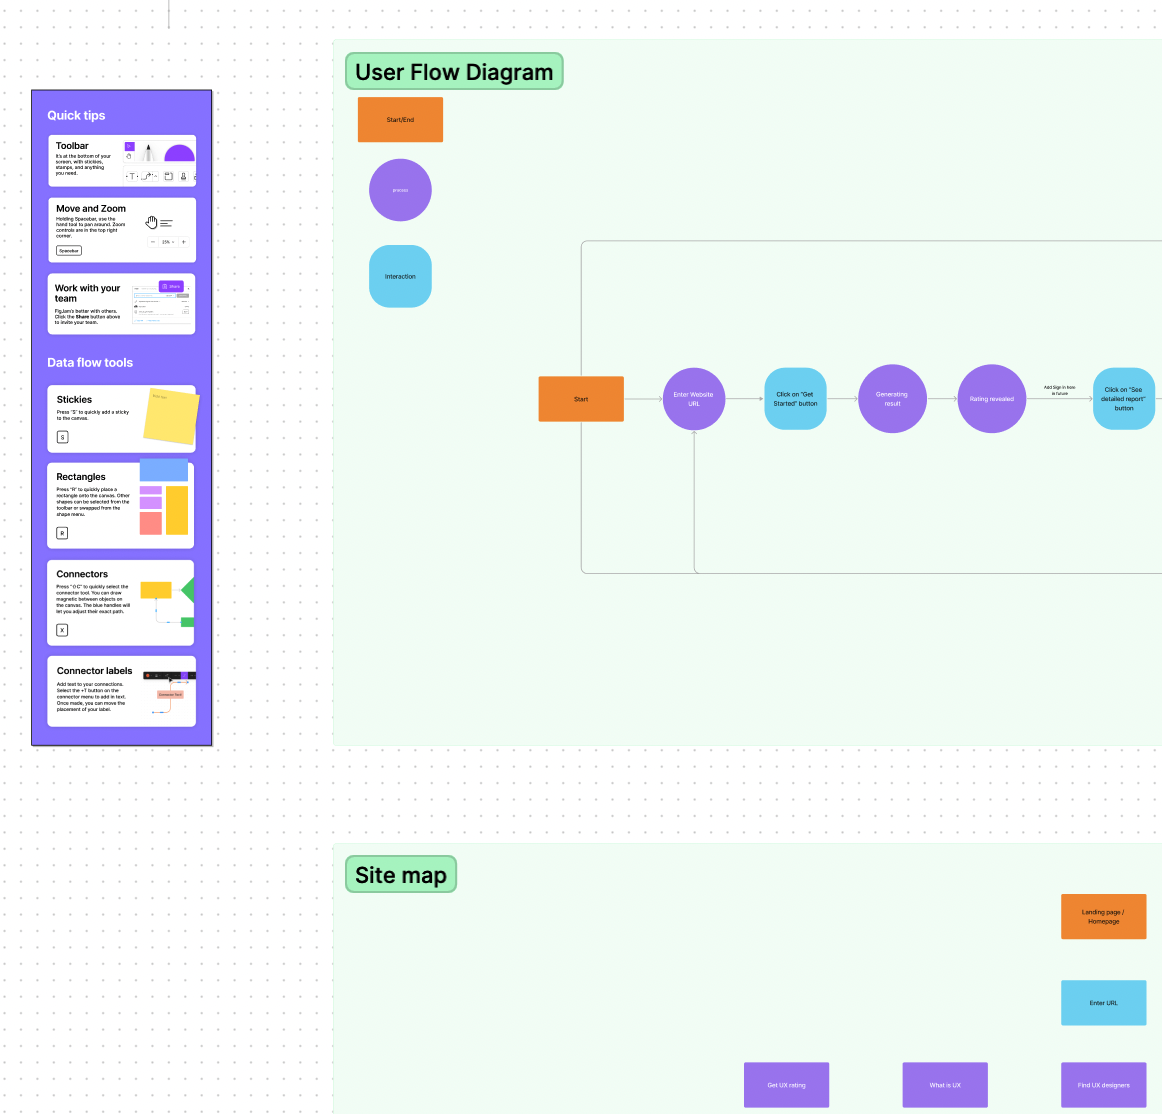 Quick tips
Toolbar
It's at the bottom of your
screen, with stickies,
stamps, and anything
you need.
Move and Zoom
Holding Spacebar, use the
hand tool to pan around. Zoom
controls are in the top right
corner.
Spacebar
25%
Work with your
team
FigJam's better with others.
Click the Share button above
to invite your team.
Share
Data flow tools
Stickies
Press "S" to quickly add a sticky
to the canvas.
S
Rectangles
Press "R" to quickly place a
rectangle onto the canvas. Other
shapes can be selected from the
toolbar or swapped from the
shape menu.
R
Connectors
Press "⇧C" to quickly select the
connector tool. You can draw
magnetic between objects on
the canvas. The blue handles will
let you adjust their exact path.
X
Connector labels
Add text to your connections.
Select the +T button on the
connector menu to add in text.
Once made, you can move the
placement of your label.
Connector Text
User Flow Diagram
Start/End
process
Interaction
Start
Enter Website
URL
Click on "Get
Started" button
Generating
result
Rating revealed
Add Sign in here
in future
Click on "See
detailed report"
button
Site map
Landing page /
Homepage
Enter URL
Get UX rating
What is UX
Find UX designers